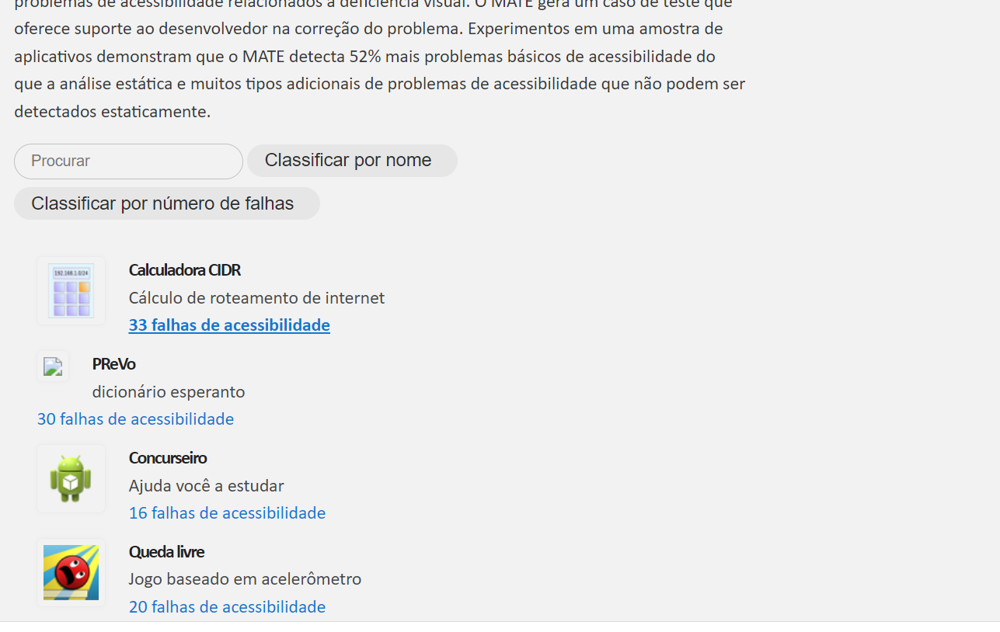 problemas de acessibilidade relacionados à deficiência visual. O MATE gera um caso de teste que
oferece suporte ao desenvolvedor na correção do problema. Experimentos em uma amostra de
aplicativos demonstram que o MATE detecta 52% mais problemas básicos de acessibilidade do
que a análise estática e muitos tipos adicionais de problemas de acessibilidade que não podem ser
detectados estaticamente.
Procurar
Classificar por nome
Classificar por número de falhas
192.168.1.0/24
Calculadora CIDR
Cálculo de roteamento de internet
33 falhas de acessibilidade
PReVo
dicionário esperanto
30 falhas de acessibilidade
Concurseiro
Ajuda você a estudar
16 falhas de acessibilidade
Queda livre
Jogo baseado em acelerômetro
20 falhas de acessibilidade